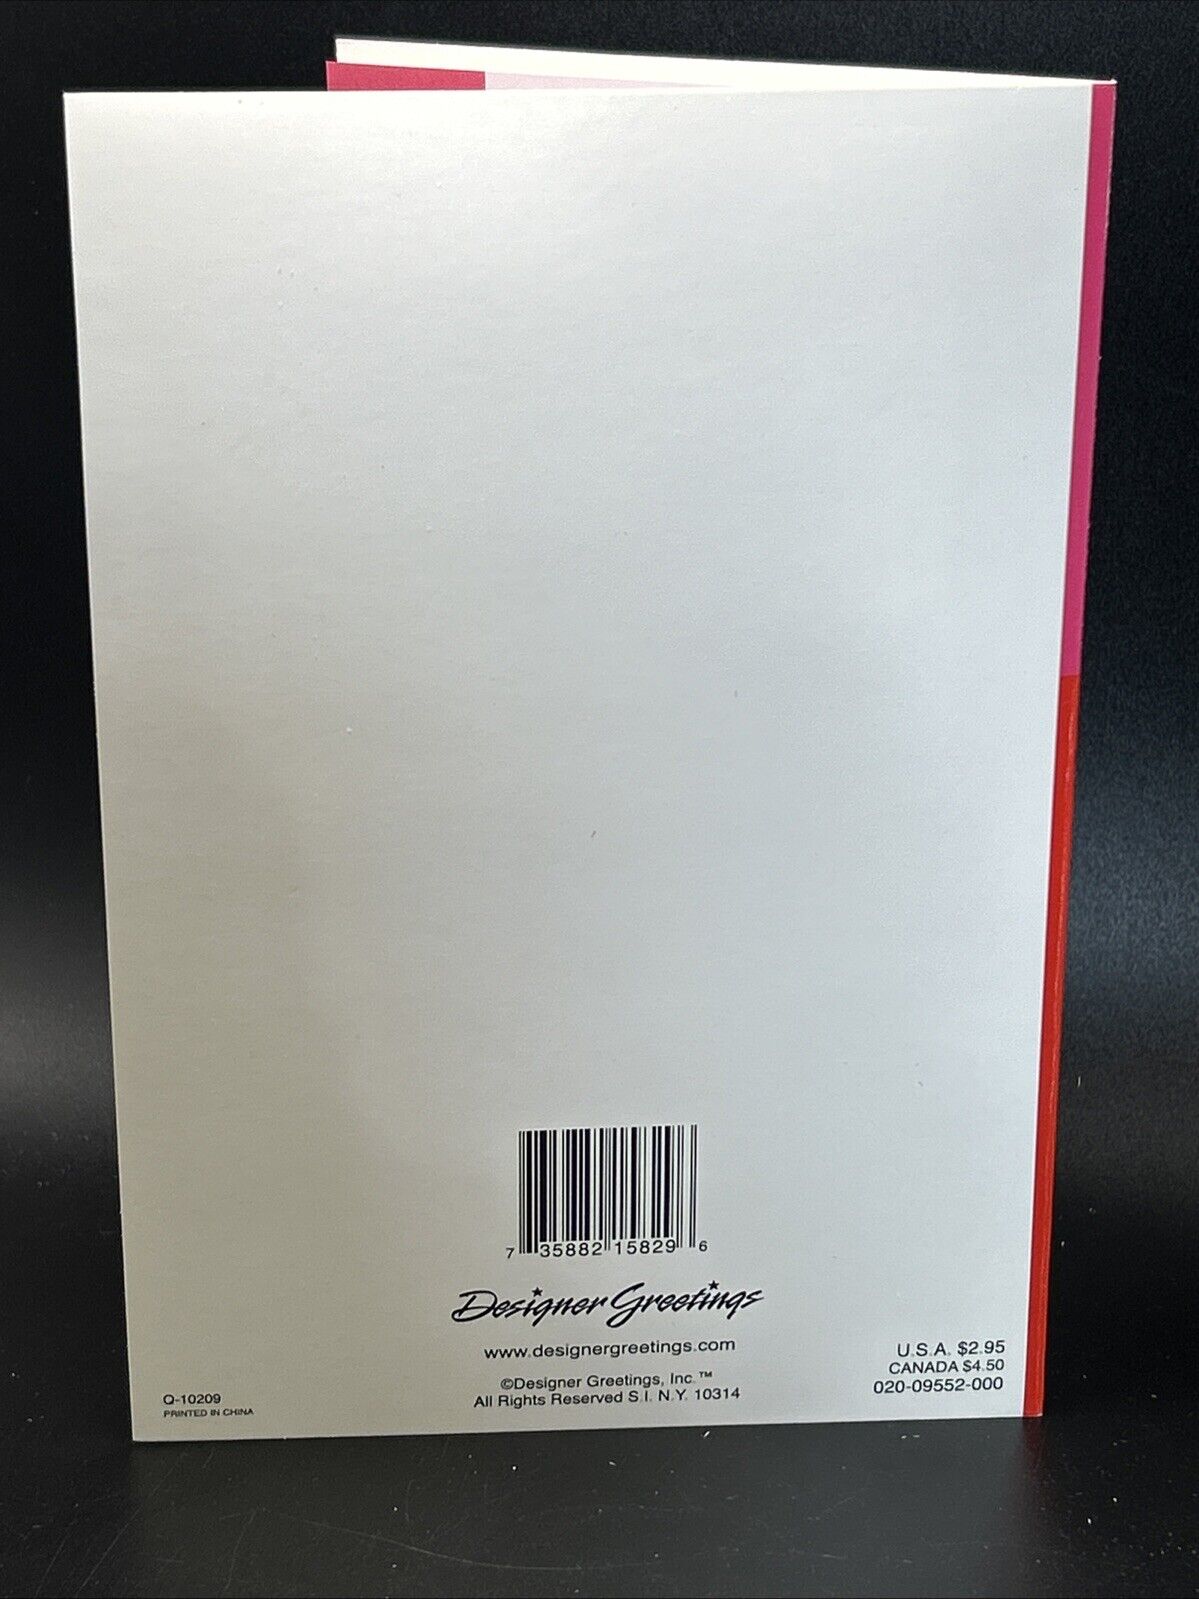 7 35882 15829 6
Designer Greetings
www.designergreetings.com
©Designer Greetings, Inc.™
All Rights Reserved S.I. N.Y. 10314
U.S.A. $2.95
CANADA $4.50
020-09552-000
Q-10209
PRINTED IN CHINA